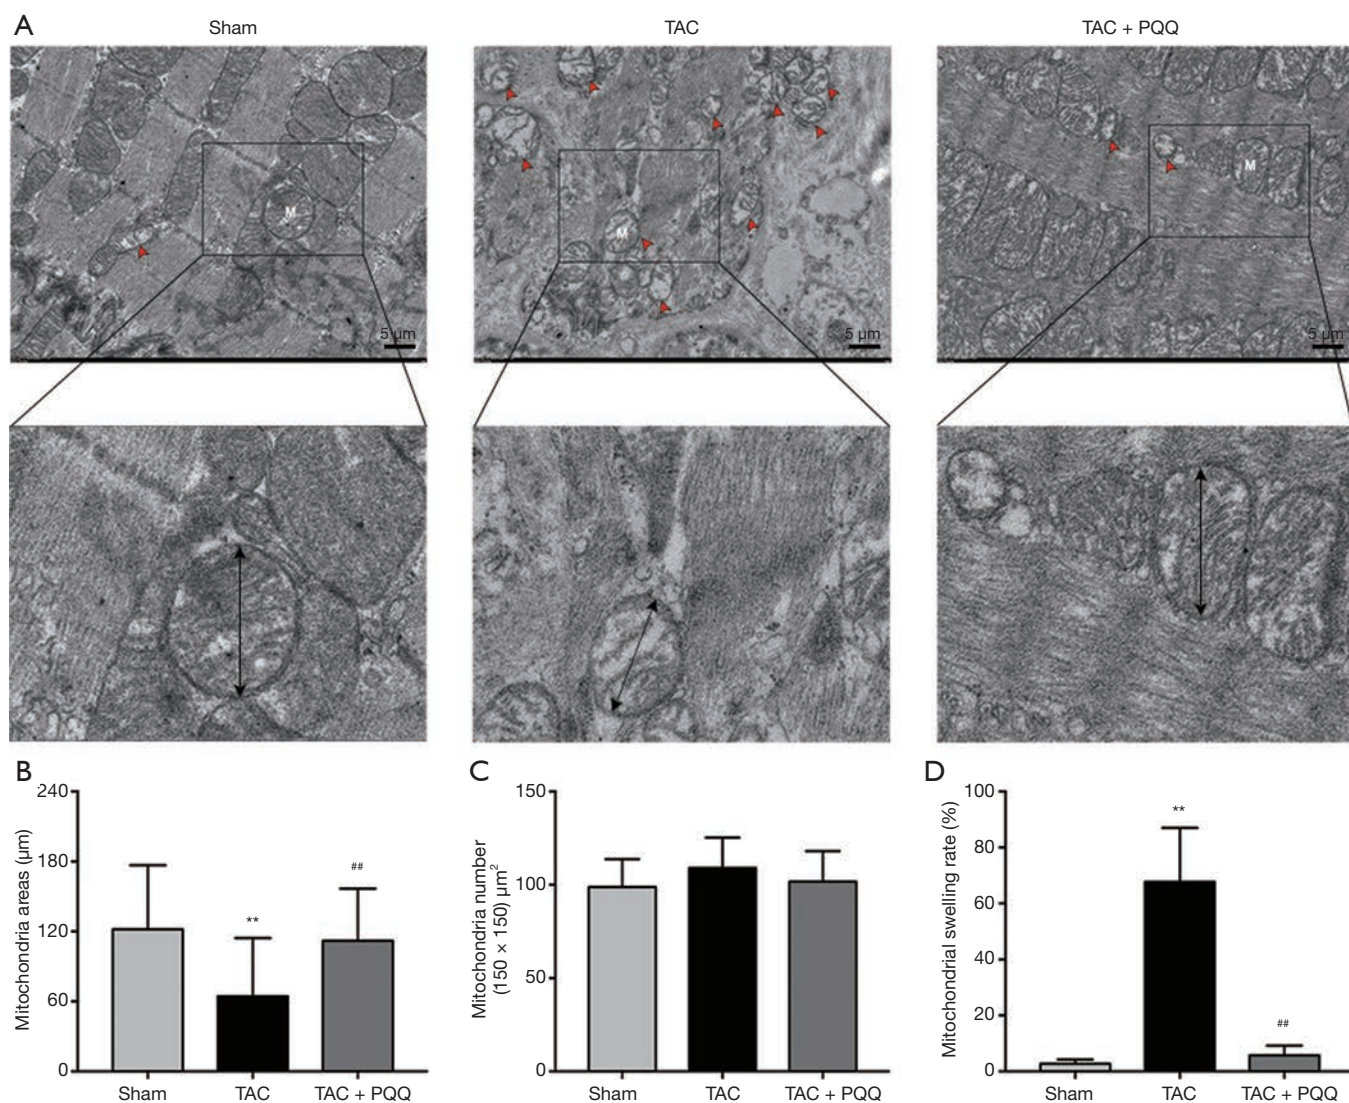 A
Sham
TAC
TAC + PQQ
M
M
M
5 µm
5 µm
5 µm
B
Mitochondria areas (µm)
240
180
120
60
0
**
##
Sham
TAC
TAC + PQQ
C
Mitochondria number
(150 × 150) µm²
150
100
50
0
Sham
TAC
TAC + PQQ
D
Mitochondrial swelling rate (%)
100
80
60
40
20
0
**
##
Sham
TAC
TAC + PQQ